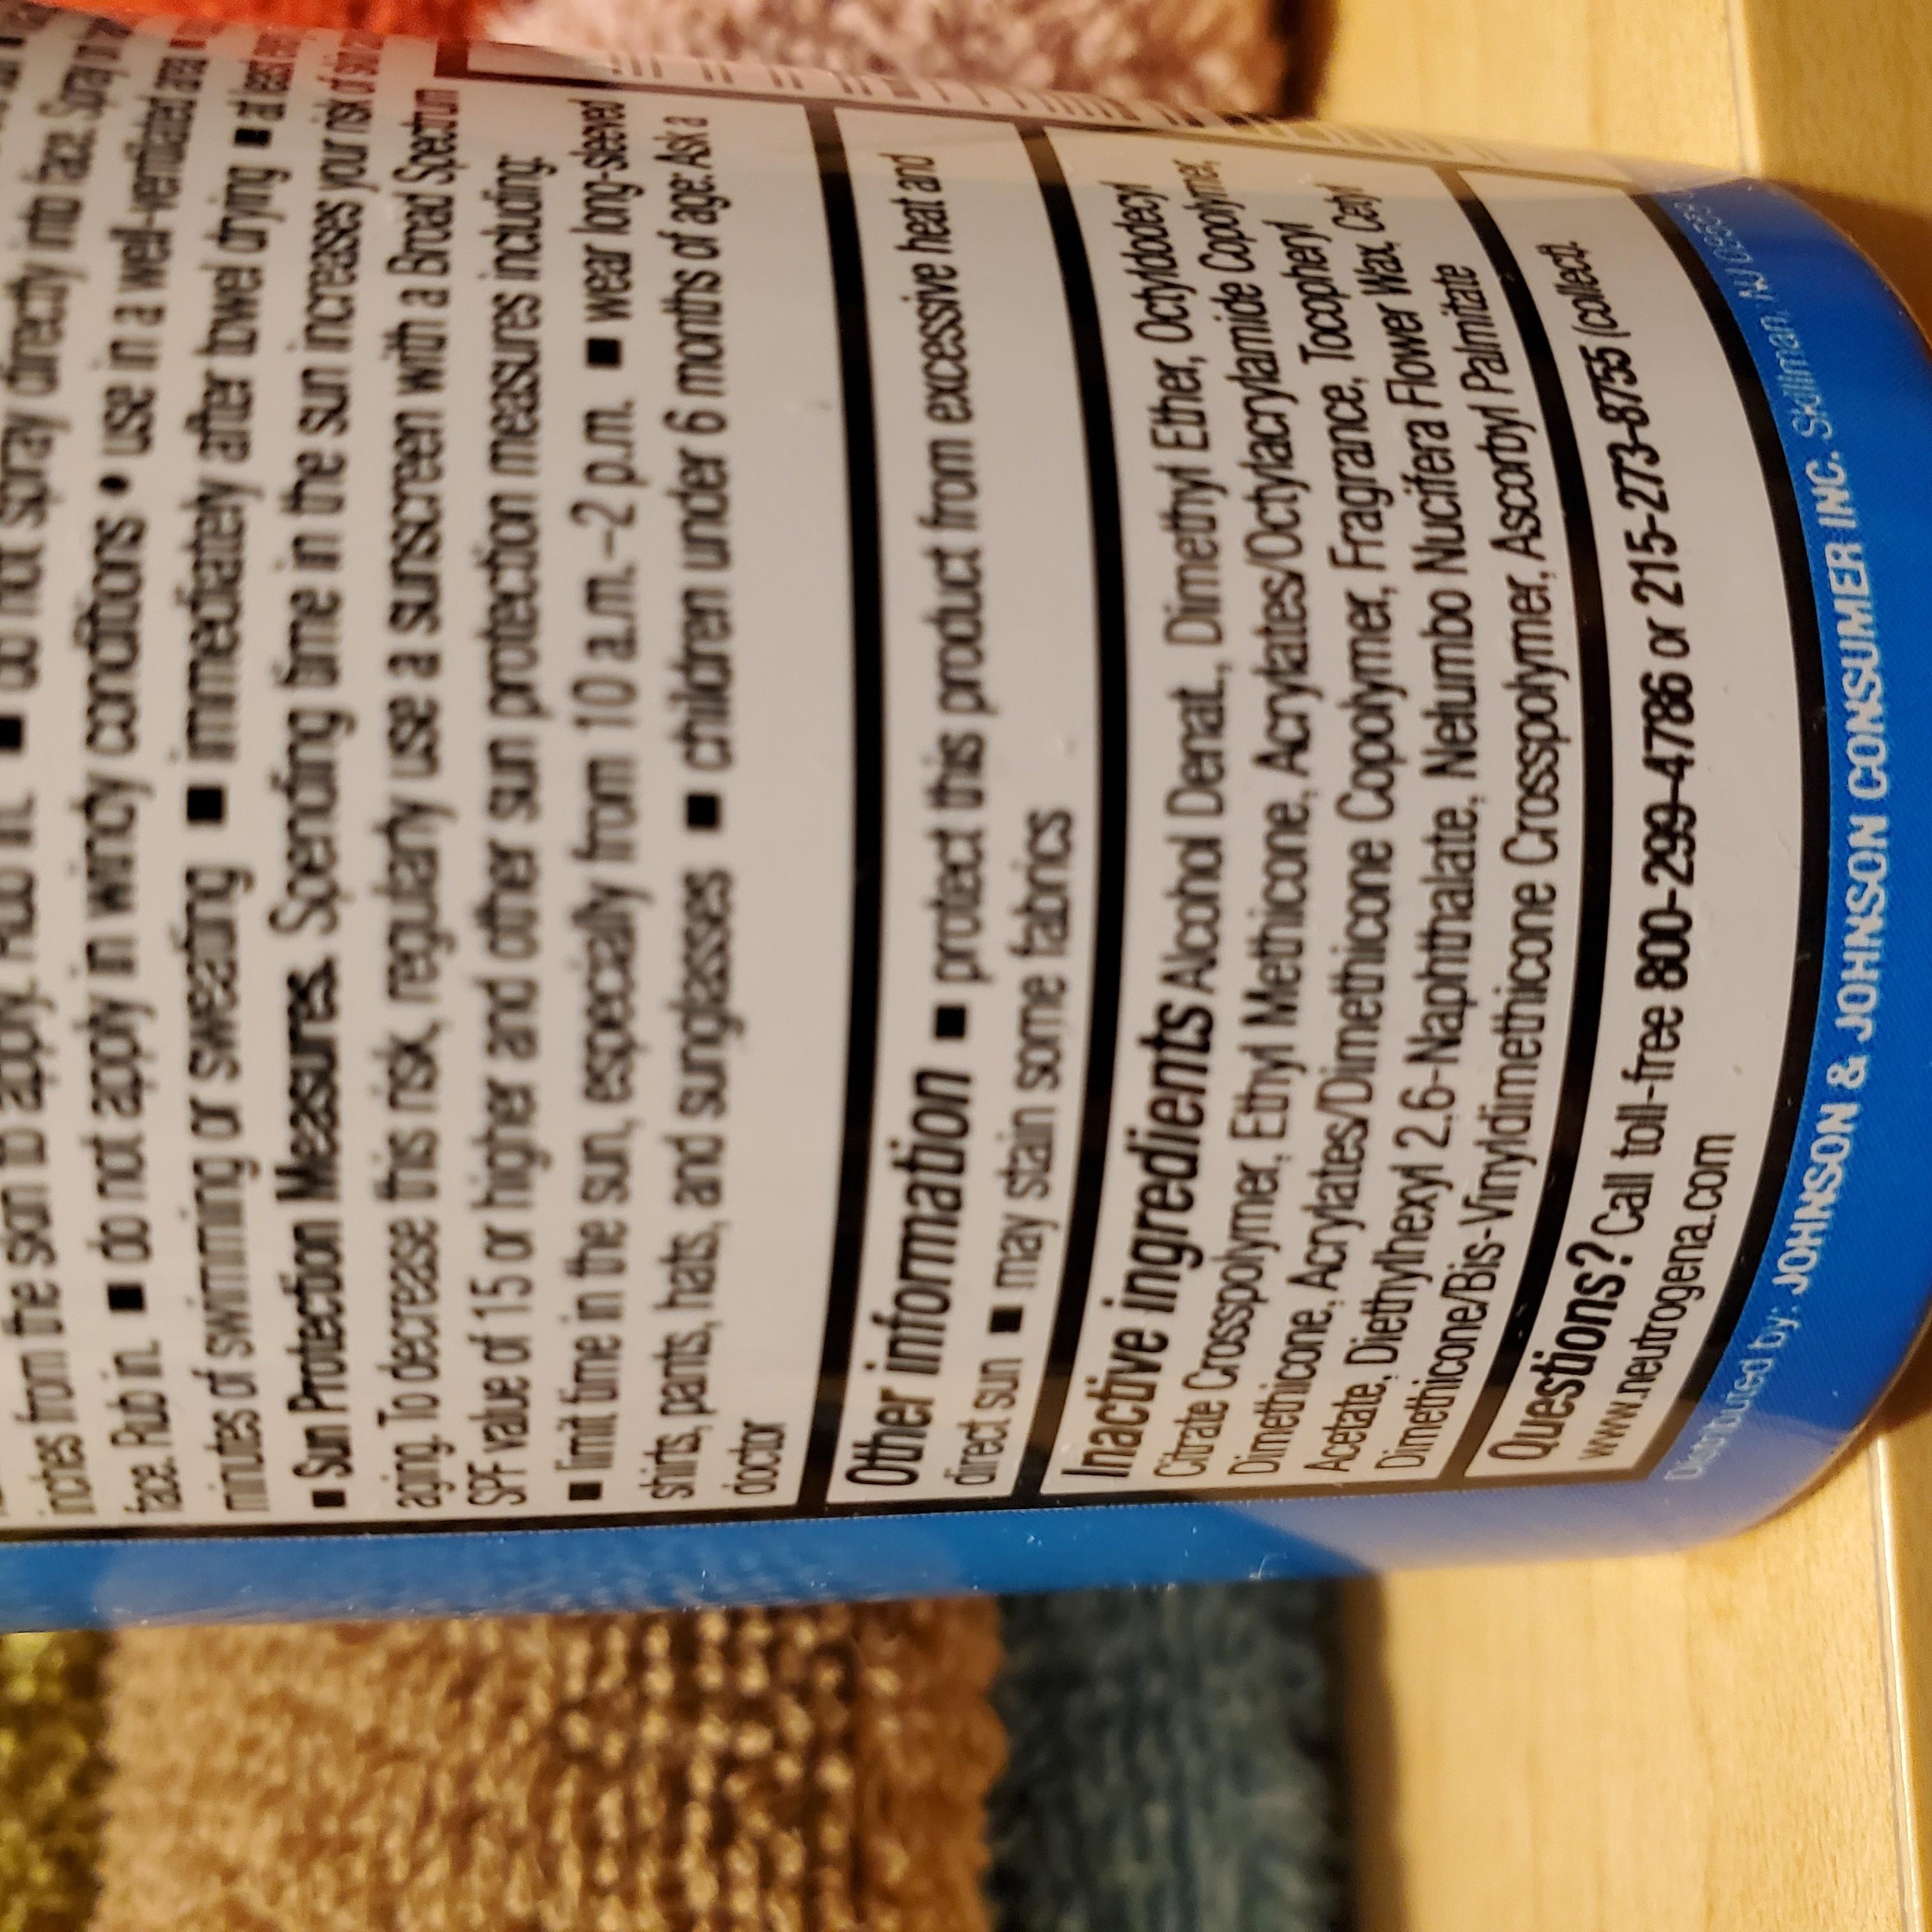 inches from the skin to apply. Rub in. ■ do not spray directly into face. Spray
face. Rub in. ■ do not apply in windy conditions • use in a well-ventilated area ■
minutes of swimming or sweating ■ immediately after towel drying ■ at least
■ Sun Protection Measures. Spending time in the sun increases your risk of skin
aging. To decrease this risk, regularly use a sunscreen with a Broad Spectrum
SPF value of 15 or higher and other sun protection measures including:
■ limit time in the sun, especially from 10 a.m.–2 p.m. ■ wear long-sleeved
shirts, pants, hats, and sunglasses ■ children under 6 months of age: Ask a
doctor
Other information ■ protect this product from excessive heat and
direct sun ■ may stain some fabrics
Inactive ingredients Alcohol Denat., Dimethyl Ether, Octyldodecyl
Citrate Crosspolymer, Ethyl Methicone, Acrylates/Octylacrylamide Copolymer,
Dimethicone, Acrylates/Dimethicone Copolymer, Fragrance, Tocopheryl
Acetate, Diethylhexyl 2,6-Naphthalate, Nelumbo Nucifera Flower Wax, Cetyl
Dimethicone/Bis-Vinyldimethicone Crosspolymer, Ascorbyl Palmitate
Questions? Call toll-free 800-299-4786 or 215-273-8755 (collect).
www.neutrogena.com
Distributed by: JOHNSON & JOHNSON CONSUMER INC. Skillman, NJ